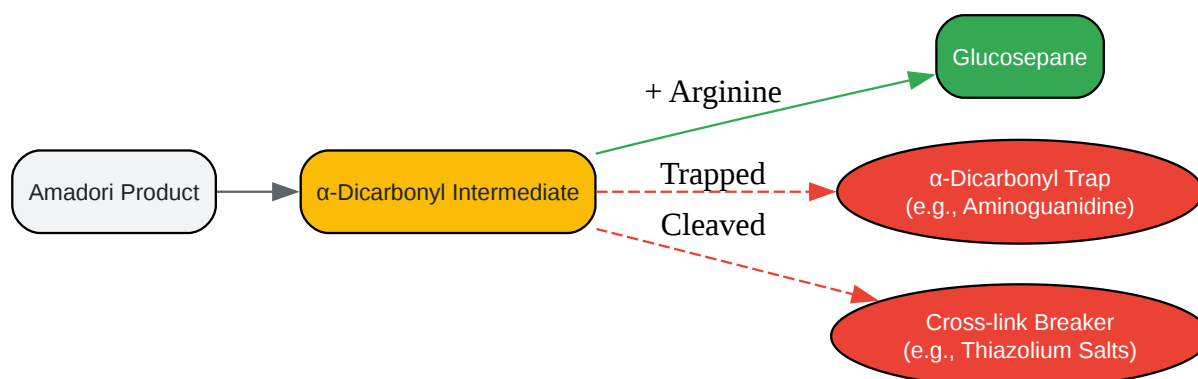 Glucosepane
+ Arginine
Amadori Product
α-Dicarbonyl Intermediate
Trapped
α-Dicarbonyl Trap
(e.g., Aminoguanidine)
Cleaved
Cross-link Breaker
(e.g., Thiazolium Salts)